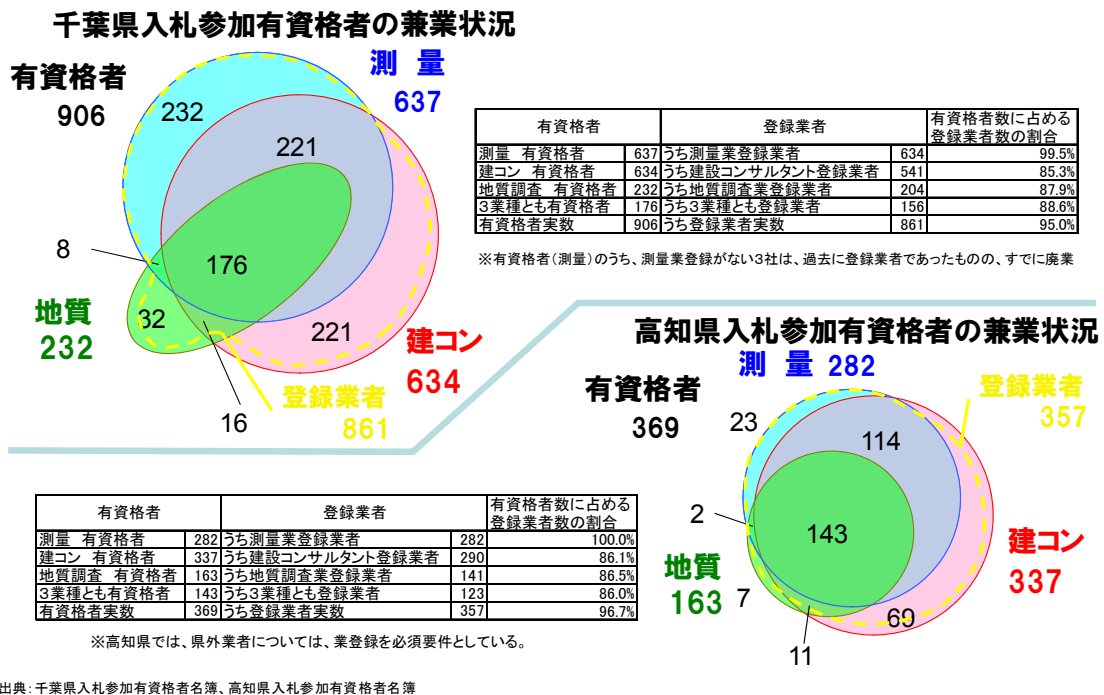 千葉県入札参加有資格者の兼業状況
有資格者
906
測 量
637
232
221
176
8
32
地質
232
16
221
建コン
634
登録業者
861
有資格者 登録業者 有資格者数に占める
登録業者数の割合
測量 有資格者 637 うち測量業登録業者 634 99.5%
建コン 有資格者 634 うち建設コンサルタント登録業者 541 85.3%
地質調査 有資格者 232 うち地質調査業登録業者 204 87.9%
3業種とも有資格者 176 うち3業種とも登録業者 156 88.6%
有資格者実数 906 うち登録業者実数 861 95.0%
※有資格者(測量)のうち、測量業登録がない3社は、過去に登録業者であったものの、すでに廃業
高知県入札参加有資格者の兼業状況
測 量 282
有資格者
369
登録業者
357
23
114
2
143
地質
163
7
11
69
建コン
337
有資格者 登録業者 有資格者数に占める
登録業者数の割合
測量 有資格者 282 うち測量業登録業者 282 100.0%
建コン 有資格者 337 うち建設コンサルタント登録業者 290 86.1%
地質調査 有資格者 163 うち地質調査業登録業者 141 86.5%
3業種とも有資格者 143 うち3業種とも登録業者 123 86.0%
有資格者実数 369 うち登録業者実数 357 96.7%
※高知県では、県外業者については、業登録を必須要件としている。
出典:千葉県入札参加有資格者名簿、高知県入札参加有資格者名簿